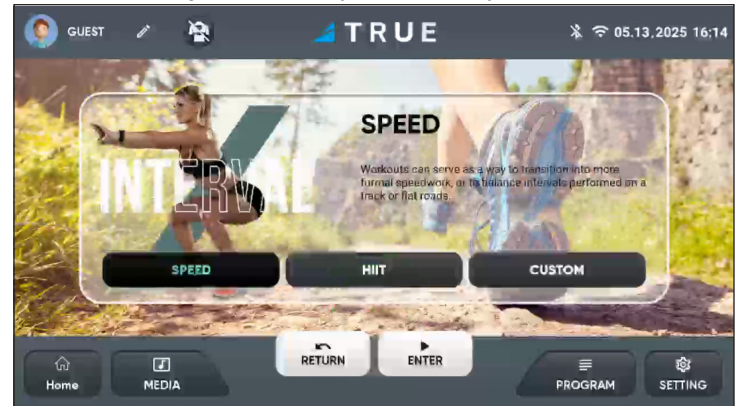 GUEST
TRUE
05.13.2025 16:14
SPEED
INTERVAL
Workouts can serve as a way to transition into more
formal speedwork, or to balance intervals performed on a
track or flat roads.
SPEED
HIIT
CUSTOM
RETURN
ENTER
Home
MEDIA
PROGRAM
SETTING